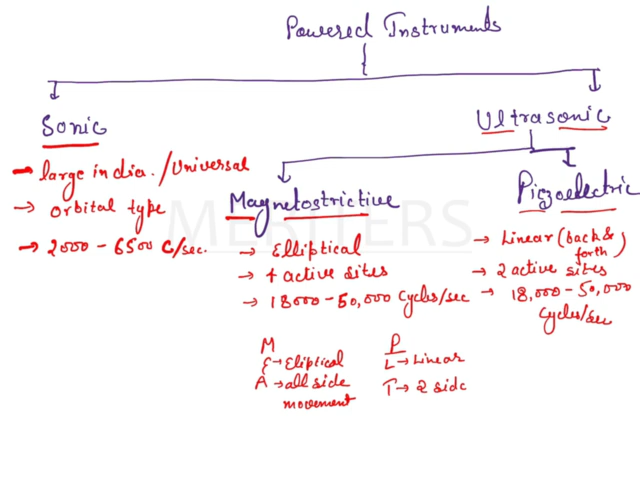 Powered Instruments
Sonic
→ large in dia. / Universal
→ orbital type
→ 2000 - 6500 C/sec.
Ultrasonic
Magnetostrictive
→ Elliptical
→ 4 active sites
→ 18000 - 50,000 cycles/sec
Piezoelectric
→ Linear (back & forth)
→ 2 active sites
→ 18,000 - 50,000
cycles/sec
M
E → Eliptical
A → all side
movement
P
L → Linear
T → 2 side
MERITERS